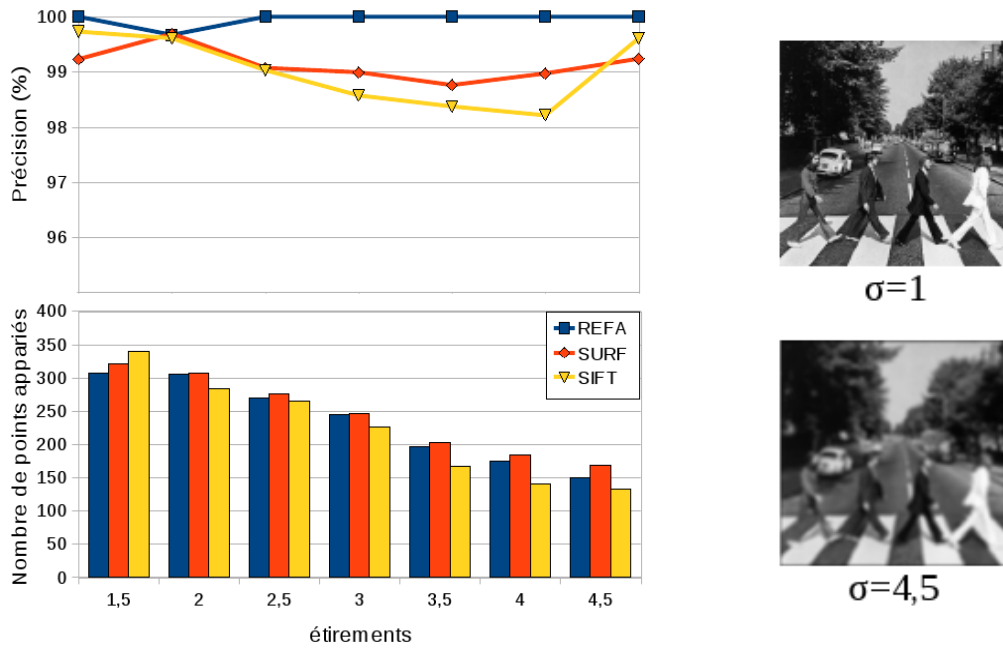 Précision (%)
100
99
98
97
96
Nombre de points appariés
400
350
300
250
200
150
100
50
0
REFA
SURF
SIFT
1,5 2 2,5 3 3,5 4 4,5
étirements
σ=1
σ=4,5